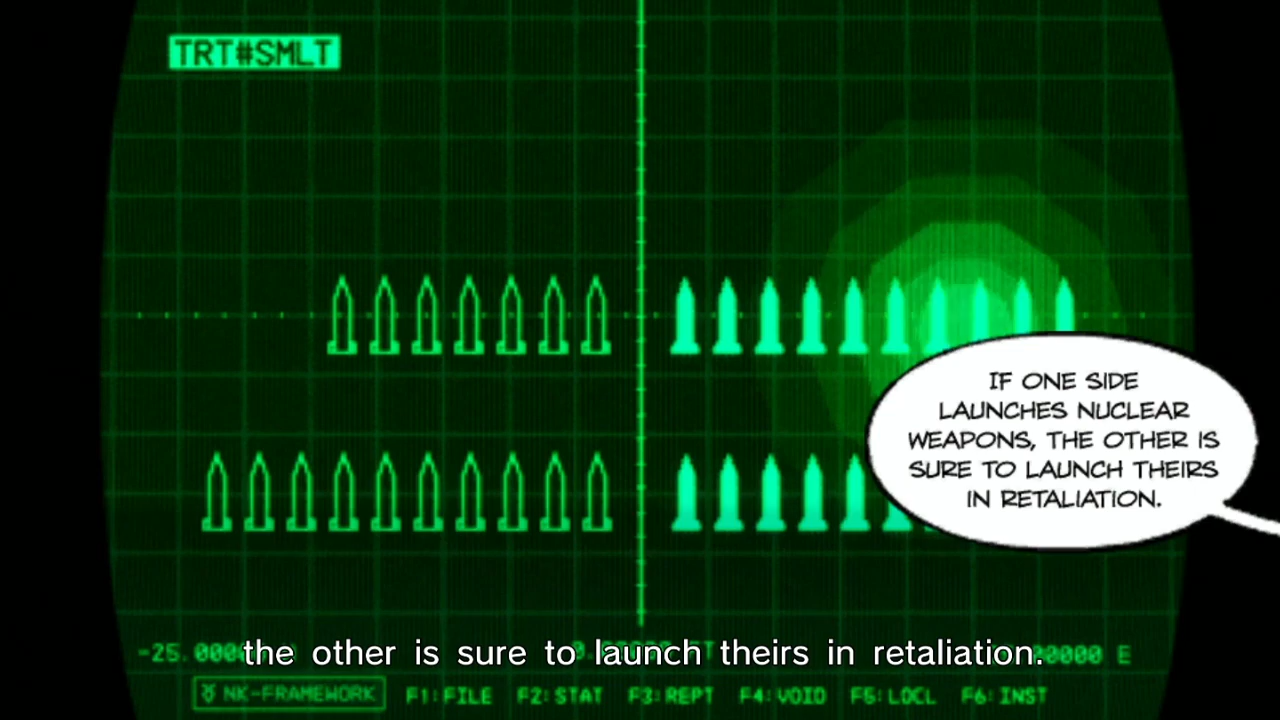 TRT#SMLT
IF ONE SIDE
LAUNCHES NUCLEAR
WEAPONS, THE OTHER IS
SURE TO LAUNCH THEIRS
IN RETALIATION.
the other is sure to launch theirs in retaliation.
E
NK-FRAMEWORK F1:FILE F2:STAT F3:REPT F4:VOID F5:LOCL F6:INST